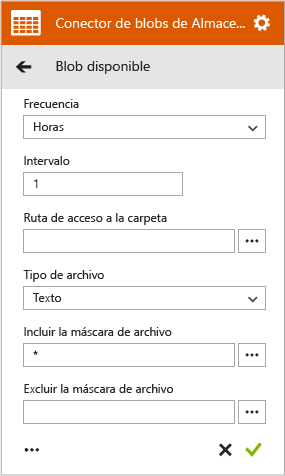 Conector de blobs de Almace...
Blob disponible
Frecuencia
Horas
Intervalo
1
Ruta de acceso a la carpeta
...
Tipo de archivo
Texto
Incluir la máscara de archivo
* ...
Excluir la máscara de archivo
...
...